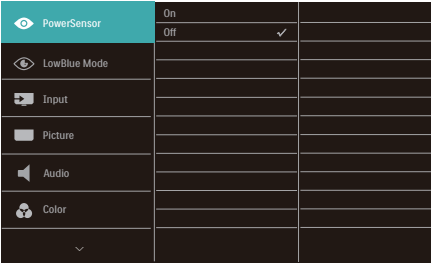 PowerSensor
On
Off
LowBlue Mode
Input
Picture
Audio
Color